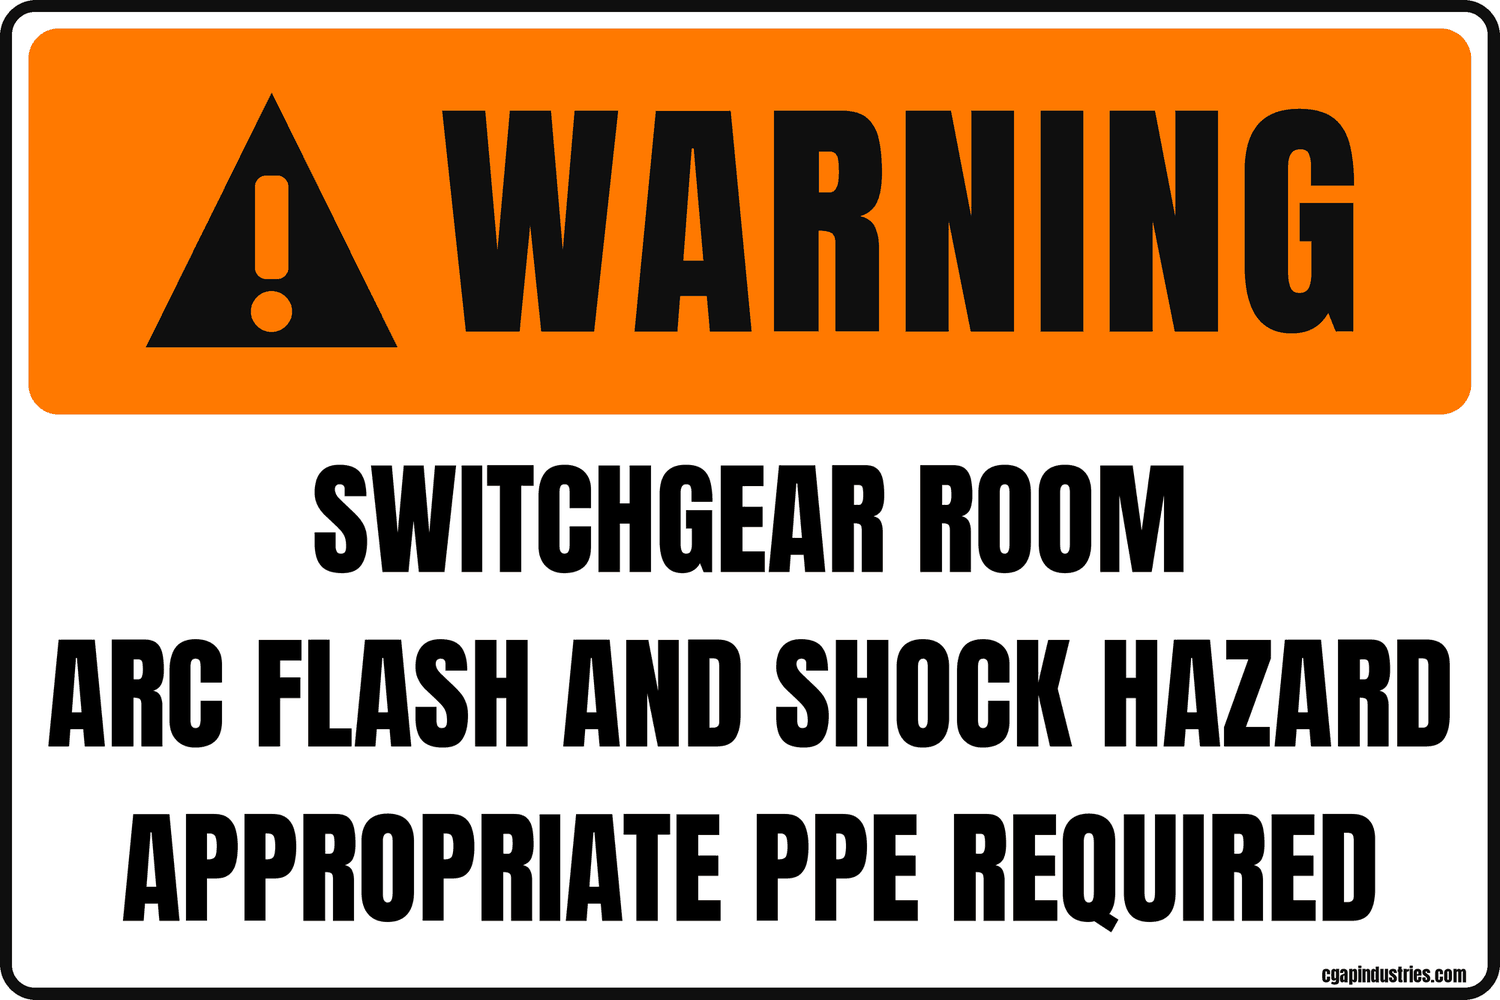 WARNING
SWITCHGEAR ROOM
ARC FLASH AND SHOCK HAZARD
APPROPRIATE PPE REQUIRED
cgapindustries.com